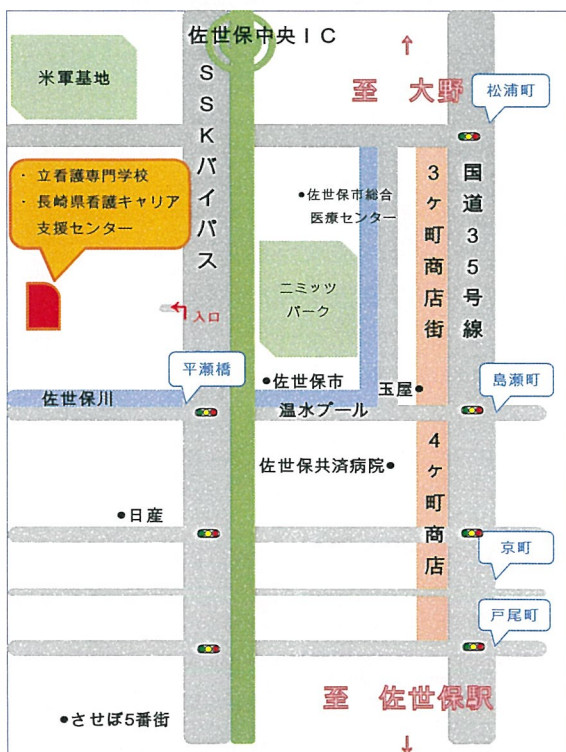 佐世保中央IC
米軍基地
SSKバイパス
至 大野
松浦町
・ 立看護専門学校
・ 長崎県看護キャリア
支援センター
●佐世保市総合
医療センター
3ヶ町商店街
国道35号線
ニミッツ
パーク
入口
平瀬橋
●佐世保市
温水プール
玉屋●
島瀬町
佐世保川
佐世保共済病院●
4ヶ町商店
●日産
京町
戸尾町
至 佐世保駅
●させぼ5番街